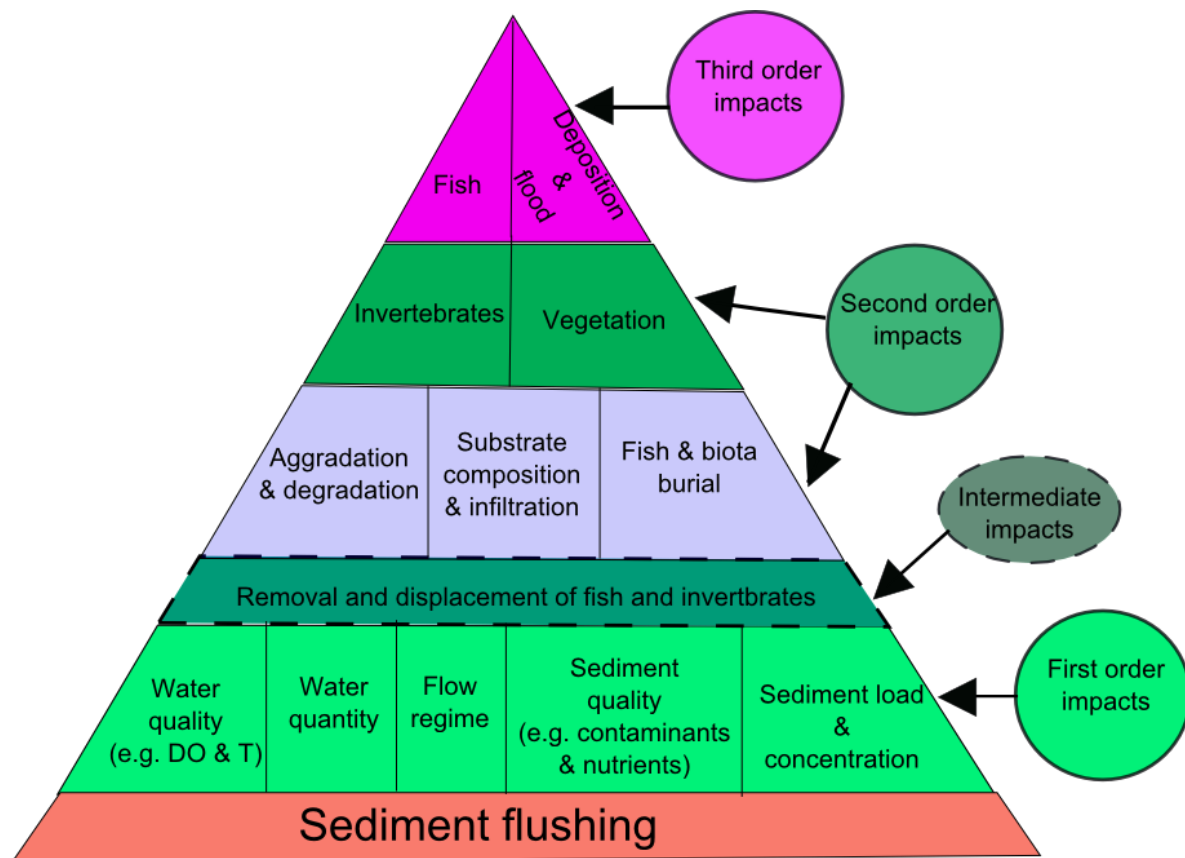 Third order
impacts
Fish
Deposition
&
flood
Invertebrates
Vegetation
Second order
impacts
Aggradation
& degradation
Substrate
composition
& infiltration
Fish & biota
burial
Intermediate
impacts
Removal and displacement of fish and invertbrates
First order
impacts
Water
quality
(e.g. DO & T)
Water
quantity
Flow
regime
Sediment
quality
(e.g. contaminants
& nutrients)
Sediment load
&
concentration
Sediment flushing